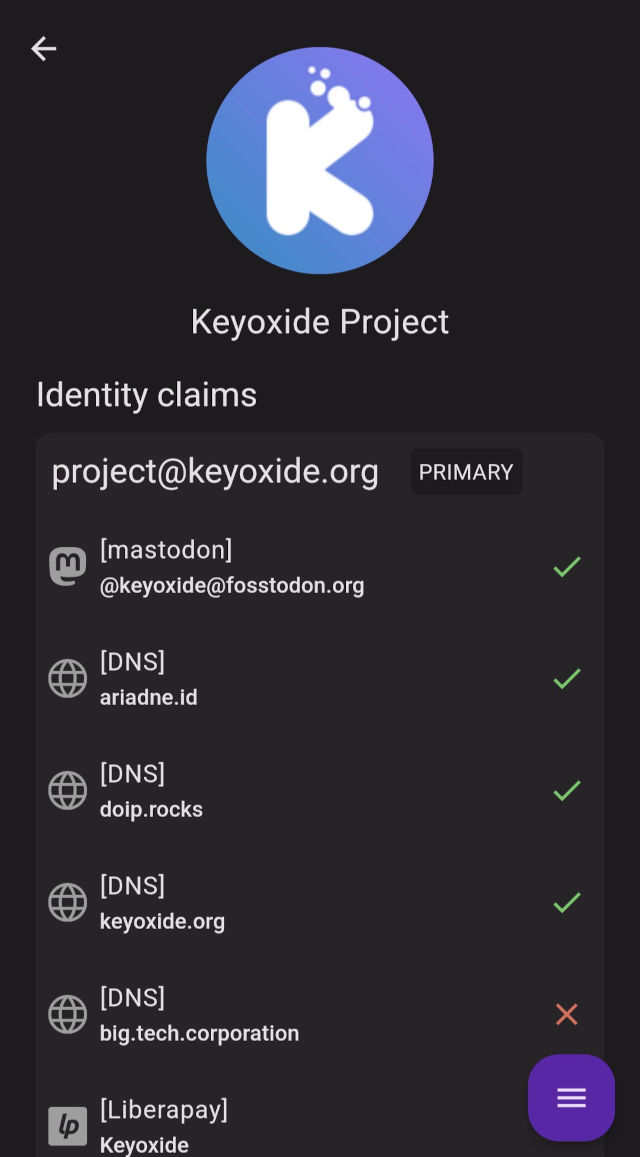 Keyoxide Project
Identity claims
project@keyoxide.org PRIMARY
[mastodon]
@keyoxide@fosstodon.org
[DNS]
ariadne.id
[DNS]
doip.rocks
[DNS]
keyoxide.org
[DNS]
big.tech.corporation
[Liberapay]
Keyoxide